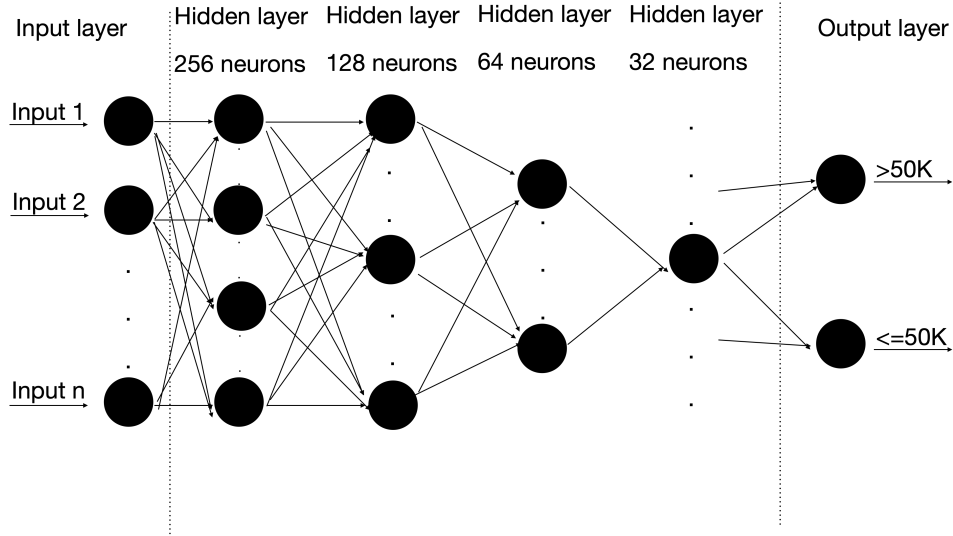 Input layer
Hidden layer
256 neurons
Hidden layer
128 neurons
Hidden layer
64 neurons
Hidden layer
32 neurons
Output layer
Input 1
Input 2
Input n
>50K
<=50K